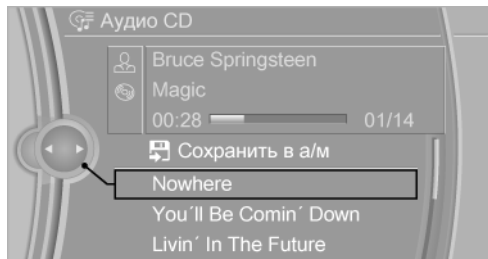 Аудио CD
Bruce Springsteen
Magic
00:28 01/14
Сохранить в а/м
Nowhere
You´ll Be Comin´ Down
Livin´ In The Future